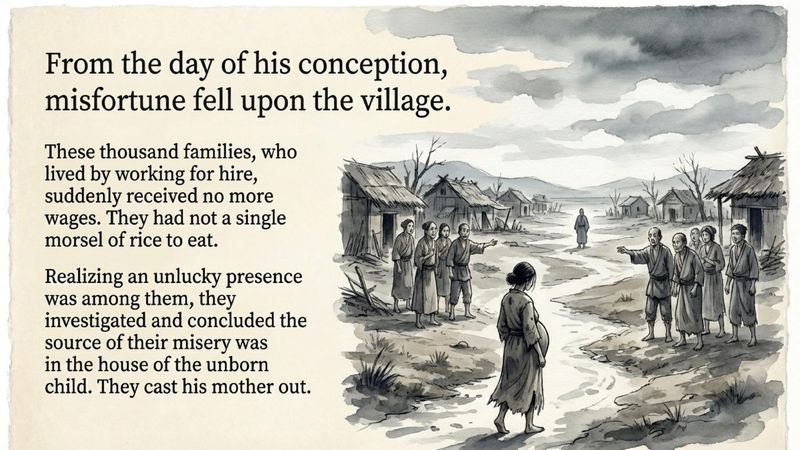 From the day of his conception,
misfortune fell upon the village.
These thousand families, who
lived by working for hire,
suddenly received no more
wages. They had not a single
morsel of rice to eat.
Realizing an unlucky presence
was among them, they
investigated and concluded the
source of their misery was
in the house of the unborn
child. They cast his mother out.